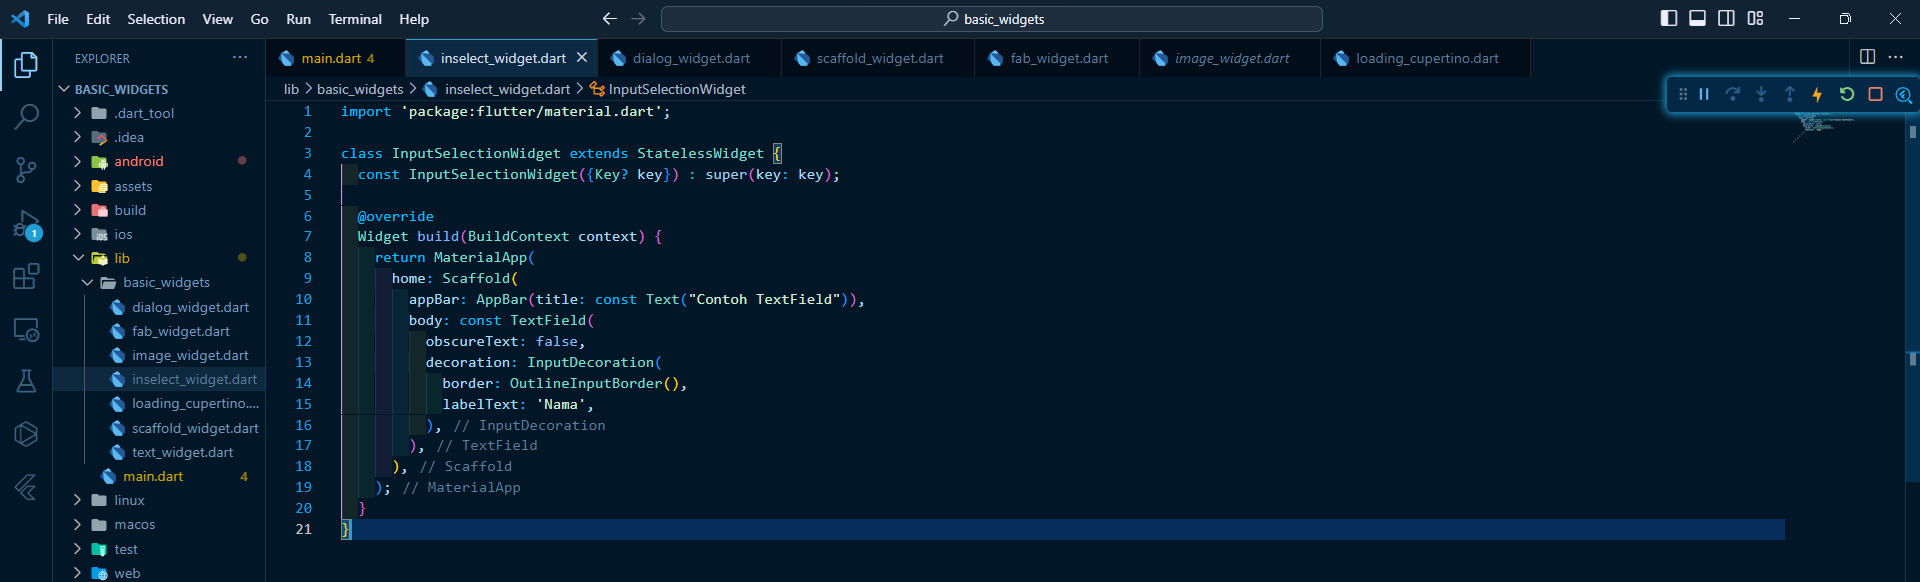 File Edit Selection View Go Run Terminal Help
basic_widgets
EXPLORER
main.dart 4
inselect_widget.dart
dialog_widget.dart
scaffold_widget.dart
fab_widget.dart
image_widget.dart
loading_cupertino.dart
lib > basic_widgets > inselect_widget.dart > InputSelectionWidget
BASIC_WIDGETS
.dart_tool
.idea
android
assets
build
ios
lib
basic_widgets
dialog_widget.dart
fab_widget.dart
image_widget.dart
inselect_widget.dart
loading_cupertino....
scaffold_widget.dart
text_widget.dart
main.dart 4
linux
macos
test
web
1
1 import 'package:flutter/material.dart';
2
3 class InputSelectionWidget extends StatelessWidget {
4 const InputSelectionWidget({Key? key}) : super(key: key);
5
6 @override
7 Widget build(BuildContext context) {
8 return MaterialApp(
9 home: Scaffold(
10 appBar: AppBar(title: const Text("Contoh TextField")),
11 body: const TextField(
12 obscureText: false,
13 decoration: InputDecoration(
14 border: OutlineInputBorder(),
15 labelText: 'Nama',
16 ), // InputDecoration
17 ), // TextField
18 ), // Scaffold
19 ); // MaterialApp
20 }
21 }